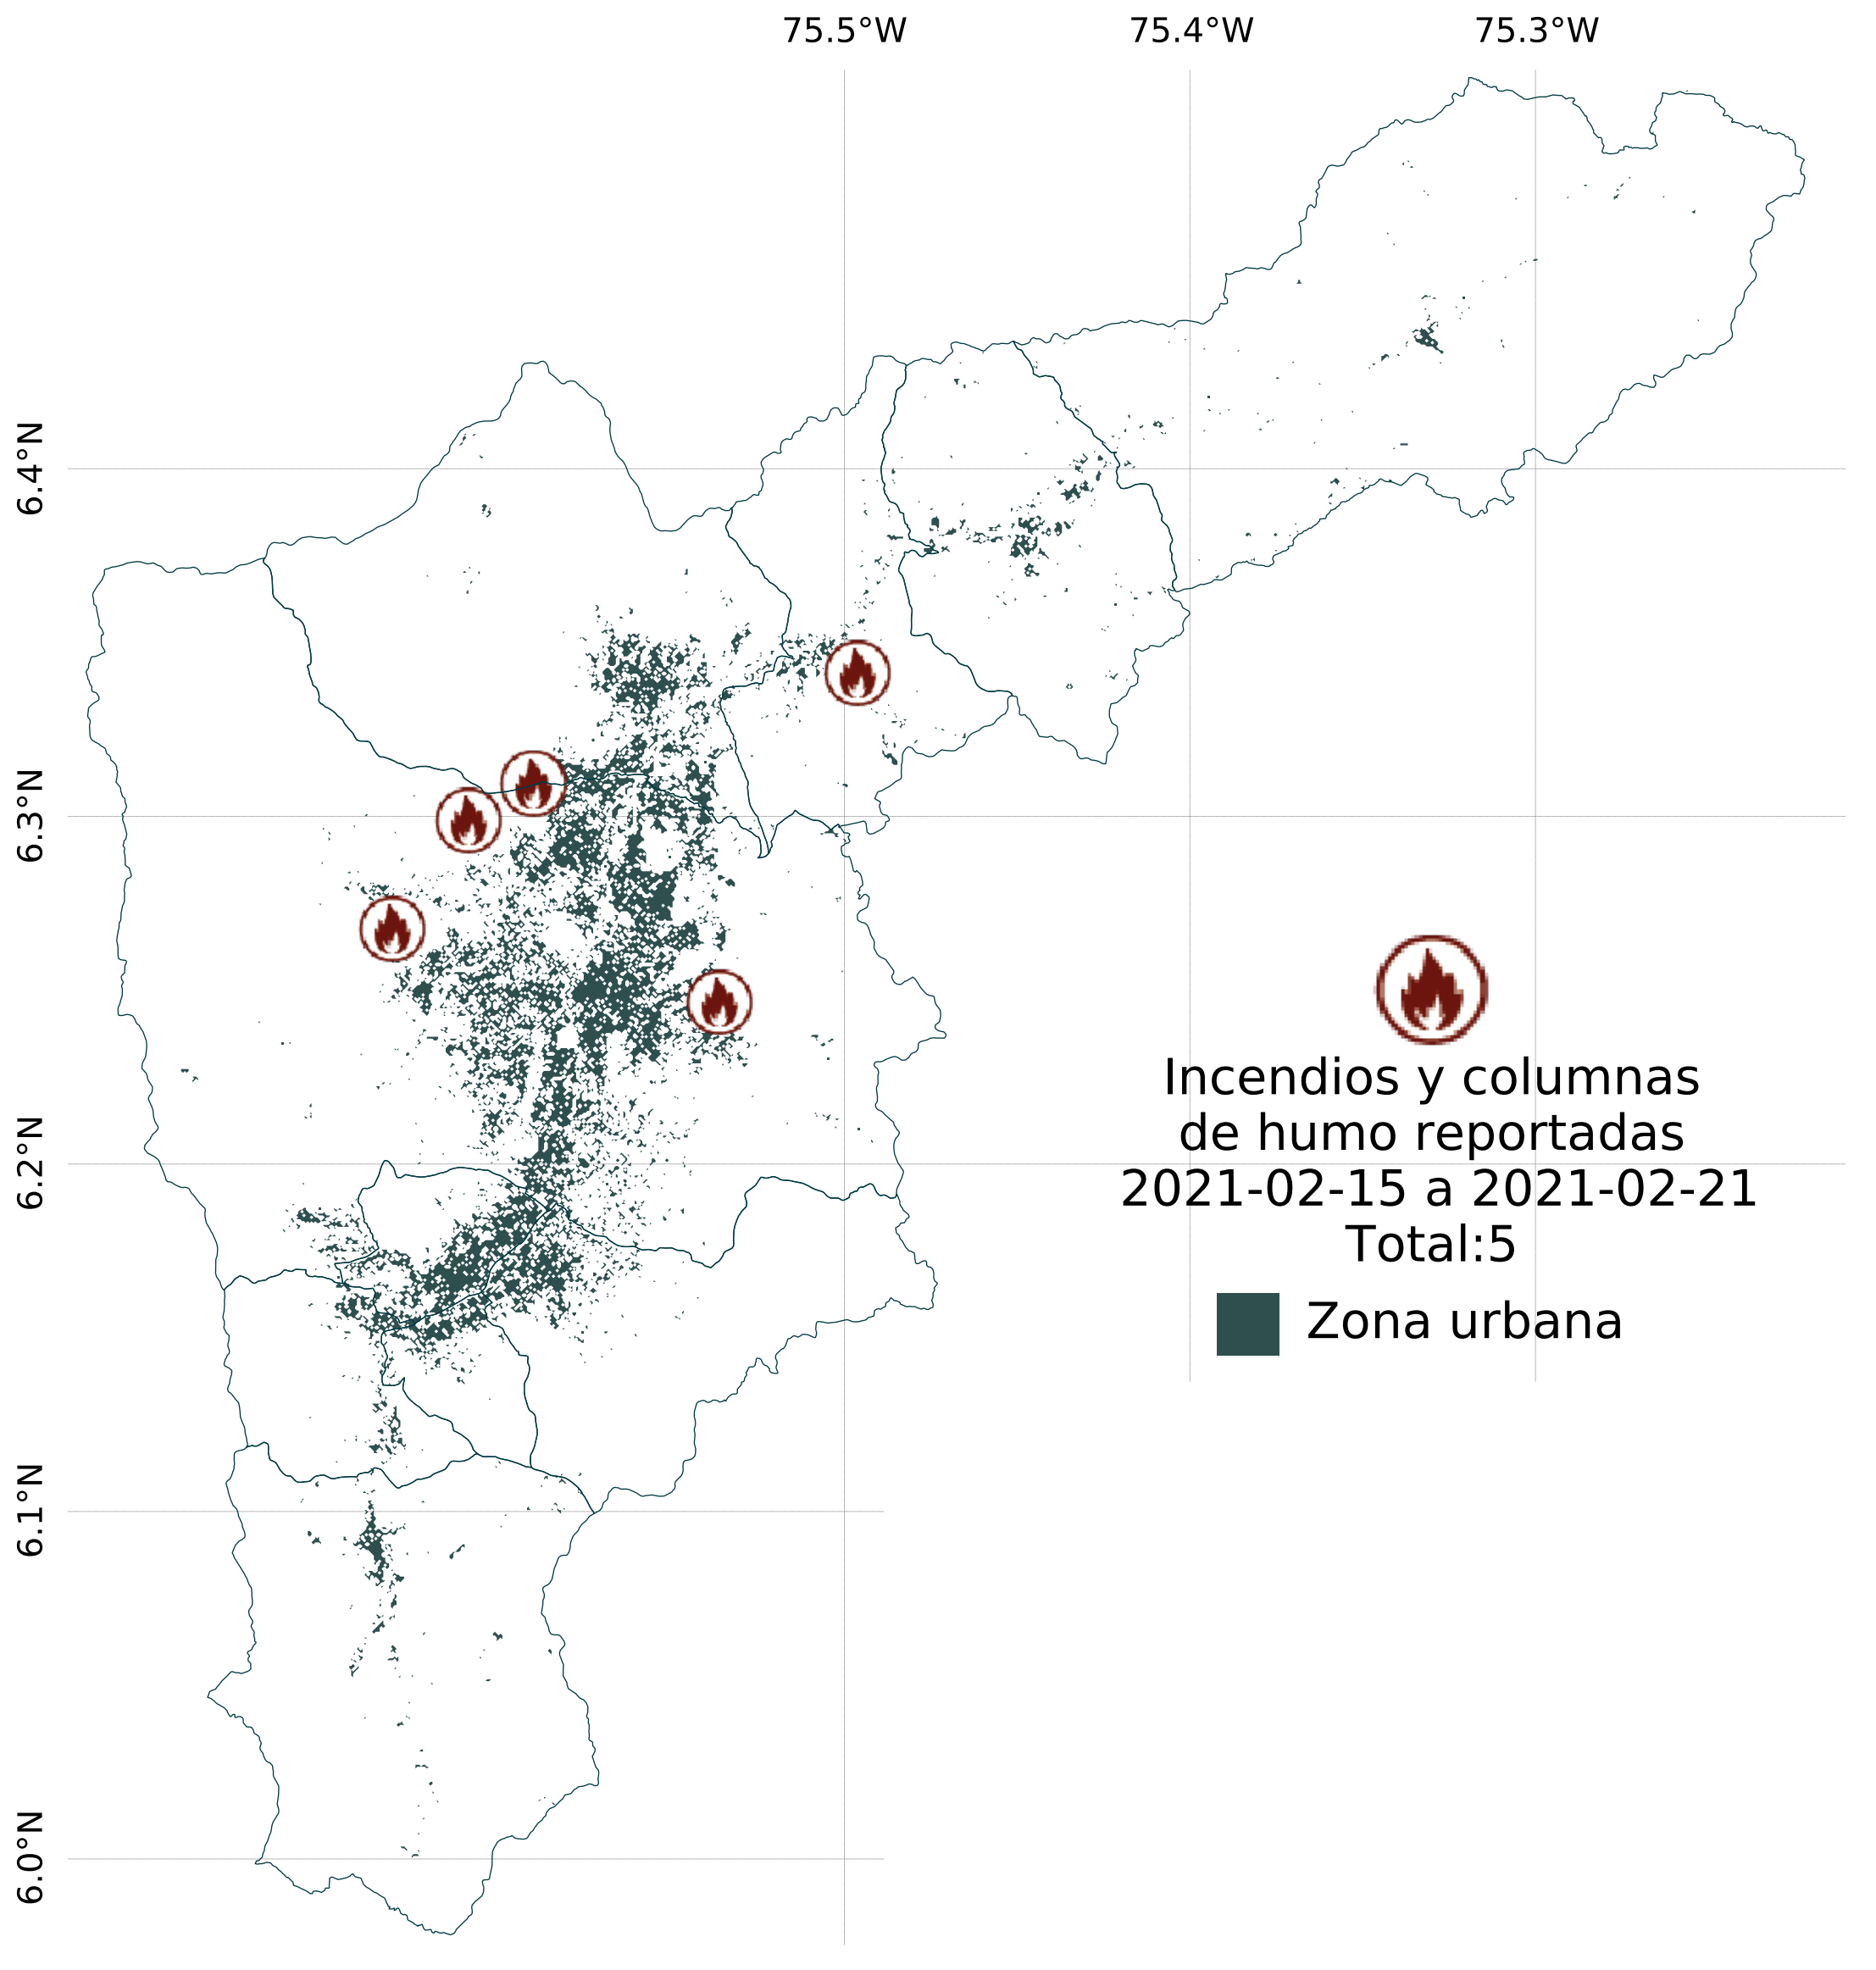 75.5°W 75.4°W 75.3°W
6.4°N
6.3°N
6.2°N
6.1°N
6.0°N
Incendios y columnas
de humo reportadas
2021-02-15 a 2021-02-21
Total:5
Zona urbana